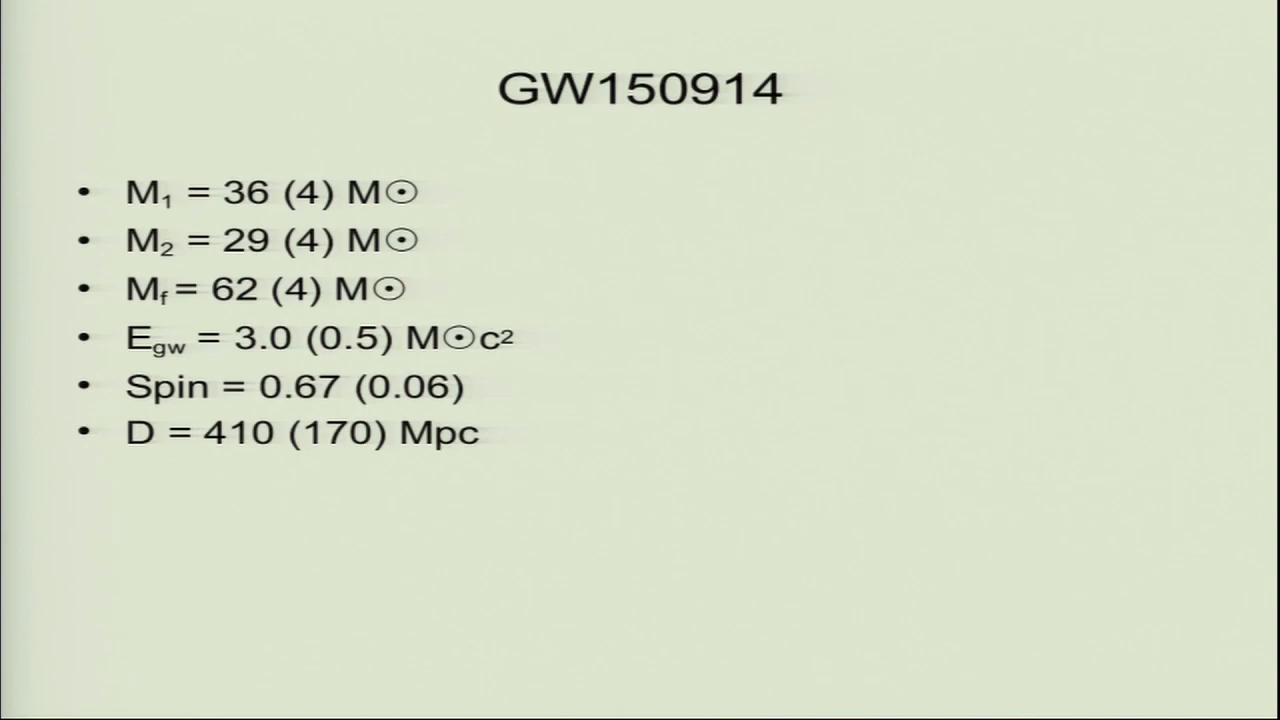 GW150914
• M₁ = 36 (4) M☉
• M₂ = 29 (4) M☉
• M_f = 62 (4) M☉
• E_gw = 3.0 (0.5) M☉c²
• Spin = 0.67 (0.06)
• D = 410 (170) Mpc